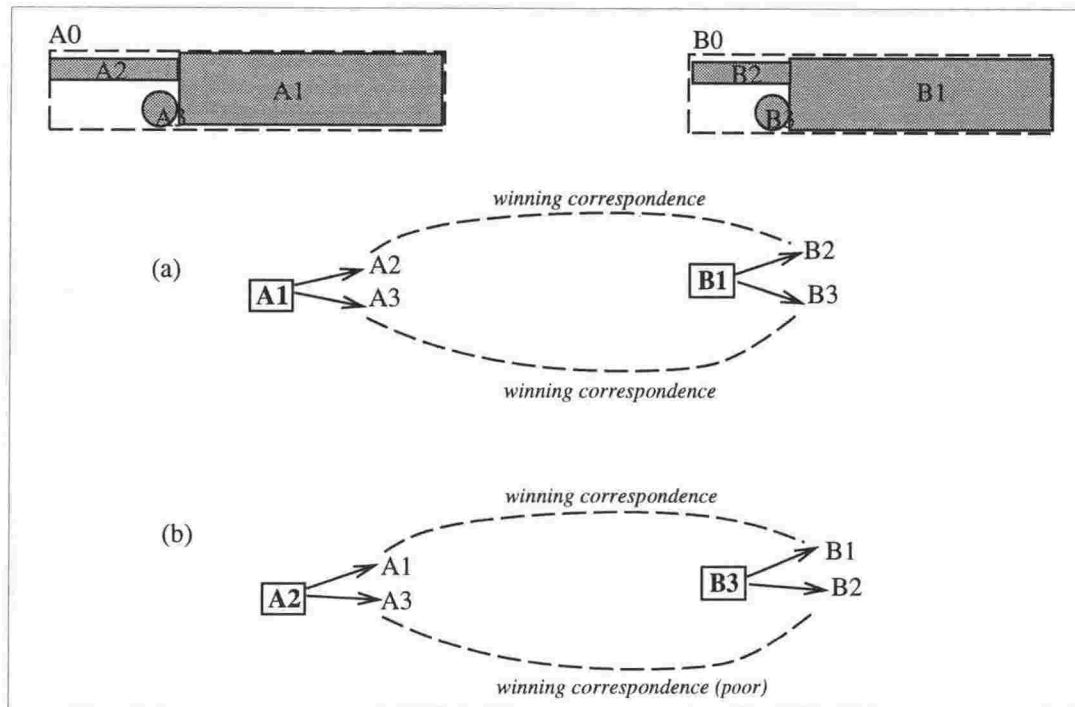 A0
A2
A1
A3
B0
B2
B1
B3
winning correspondence
(a)
A1
A2
A3
B1
B2
B3
winning correspondence
winning correspondence
(b)
A2
A1
A3
B3
B1
B2
winning correspondence (poor)